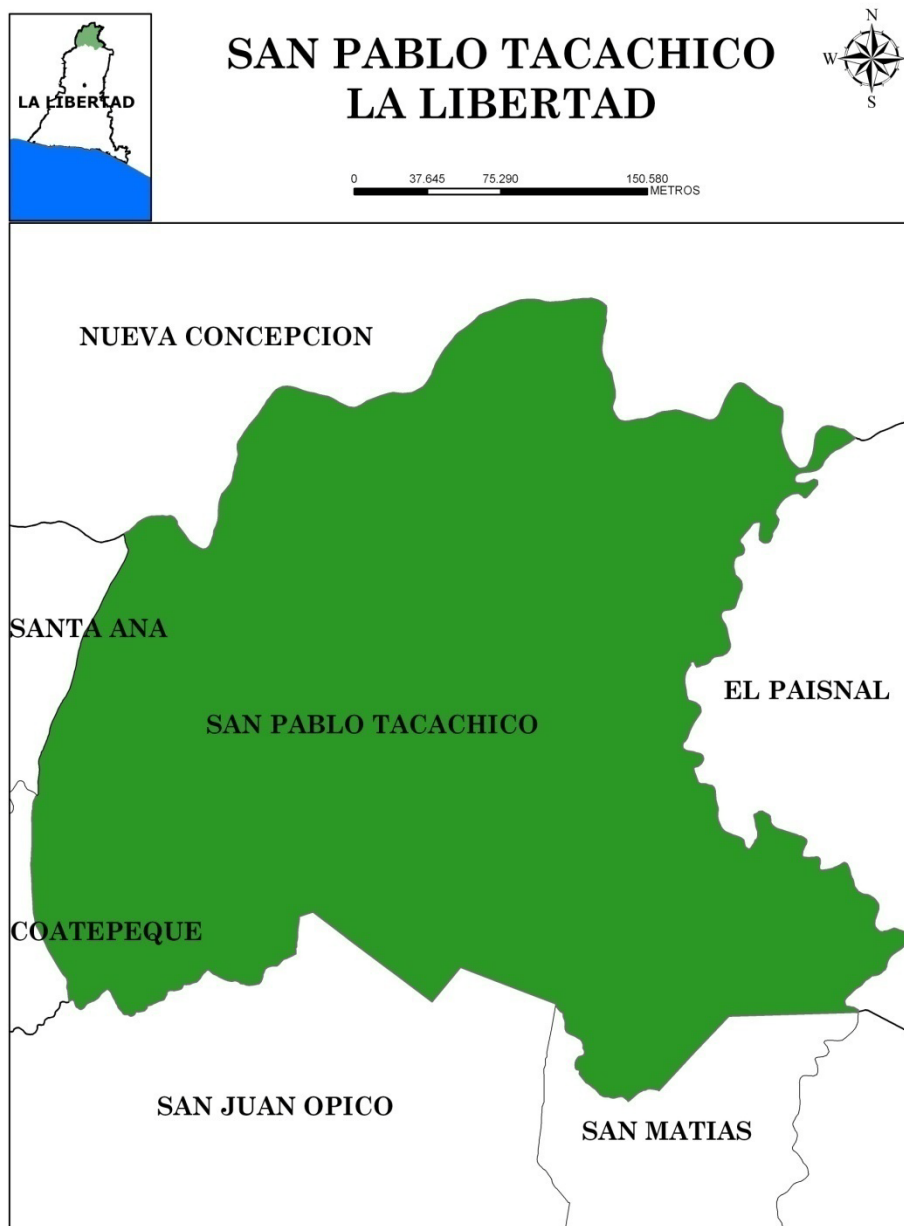 LA LIBERTAD
SAN PABLO TACACHICO
LA LIBERTAD
N
W
S
0 37.645 75.290 150.580
METROS
NUEVA CONCEPCION
SANTA ANA
EL PAISNAL
SAN PABLO TACACHICO
COATEPEQUE
SAN JUAN OPICO
SAN MATIAS